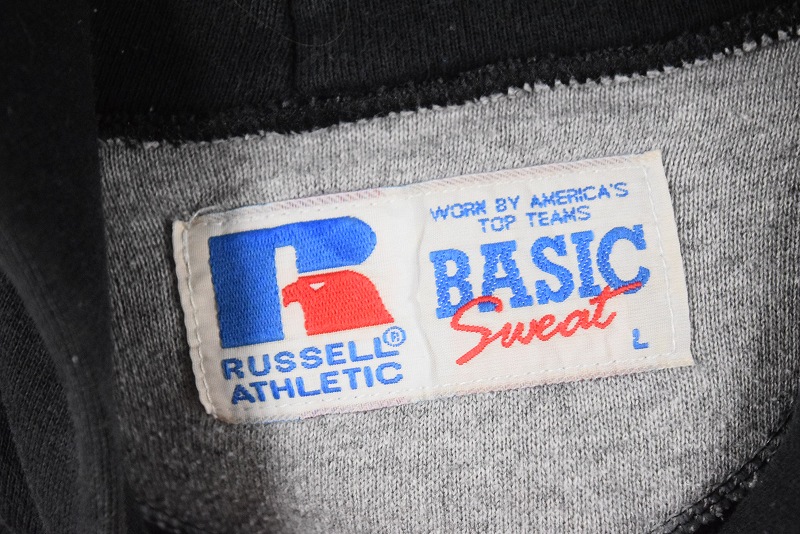 RUSSELL®
ATHLETIC
WORN BY AMERICA'S
TOP TEAMS
BASIC
Sweat
L